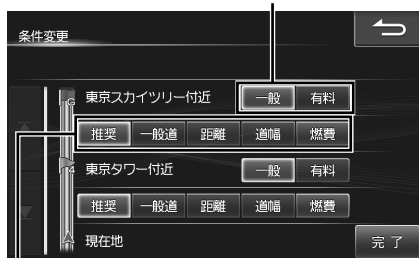 条件変更
東京スカイツリー付近 一般 有料
推奨 一般道 距離 道幅 燃費
東京タワー付近 一般 有料
推奨 一般道 距離 道幅 燃費
現在地 完了